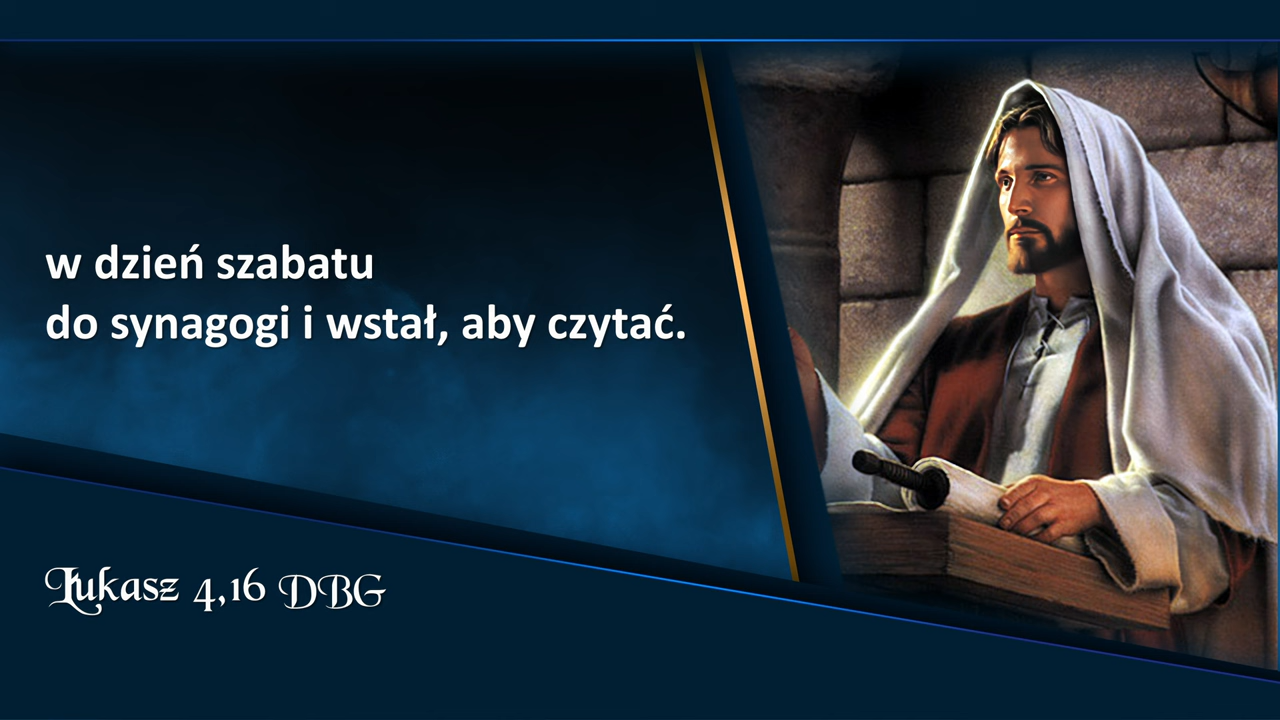 w dzień szabatu
do synagogi i wstał, aby czytać.
Łukasz 4,16 DBG